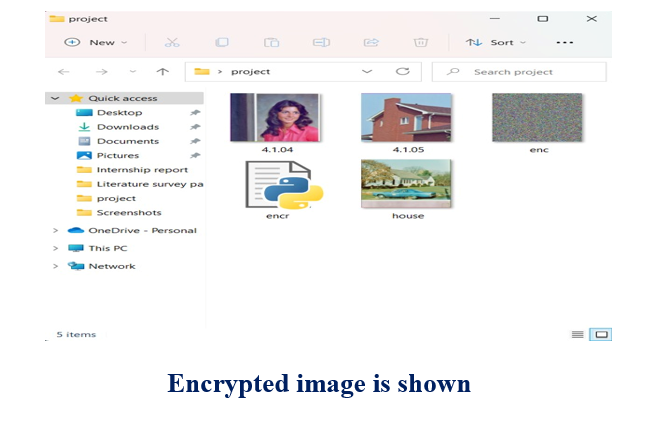 project
New
Sort
project
Search project
Quick access
Desktop
Downloads
Documents
Pictures
Internship report
Literature survey pa
project
Screenshots
OneDrive - Personal
This PC
Network
4.1.04
4.1.05
enc
encr
house
5 items
Encrypted image is shown